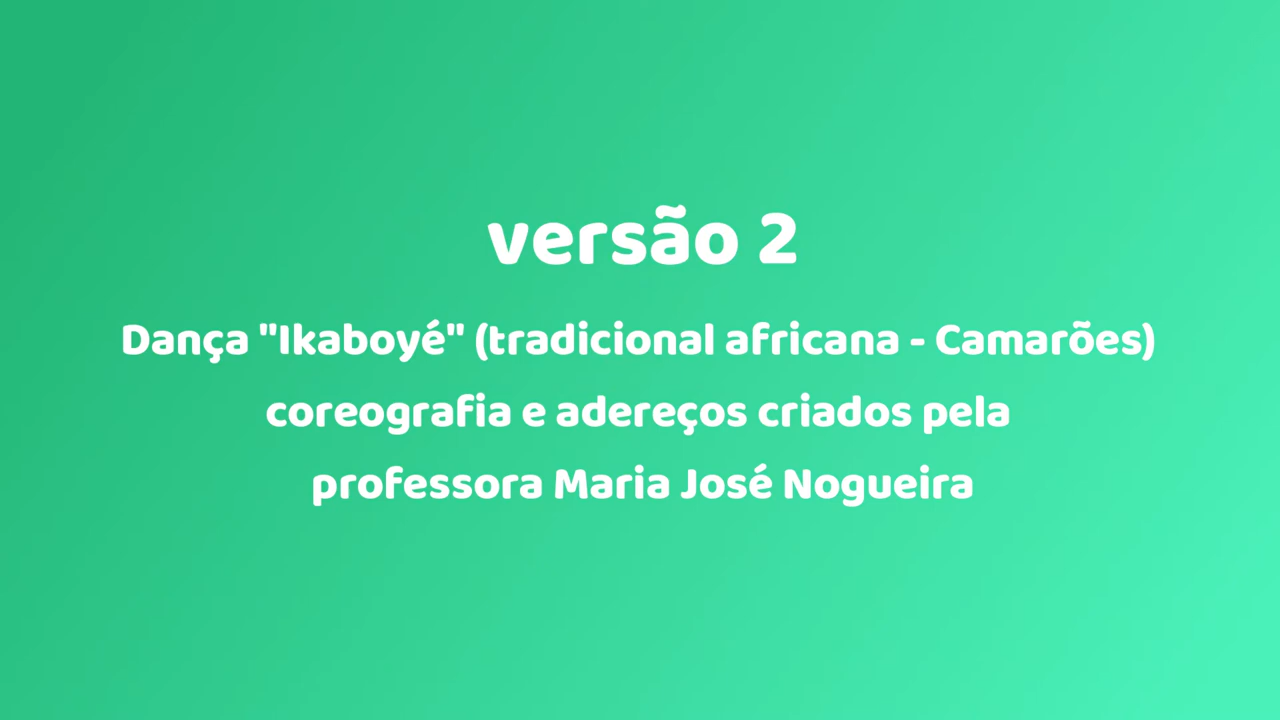 versão 2
Dança "Ikaboyé" (tradicional africana - Camarões)
coreografia e adereços criados pela
professora Maria José Nogueira